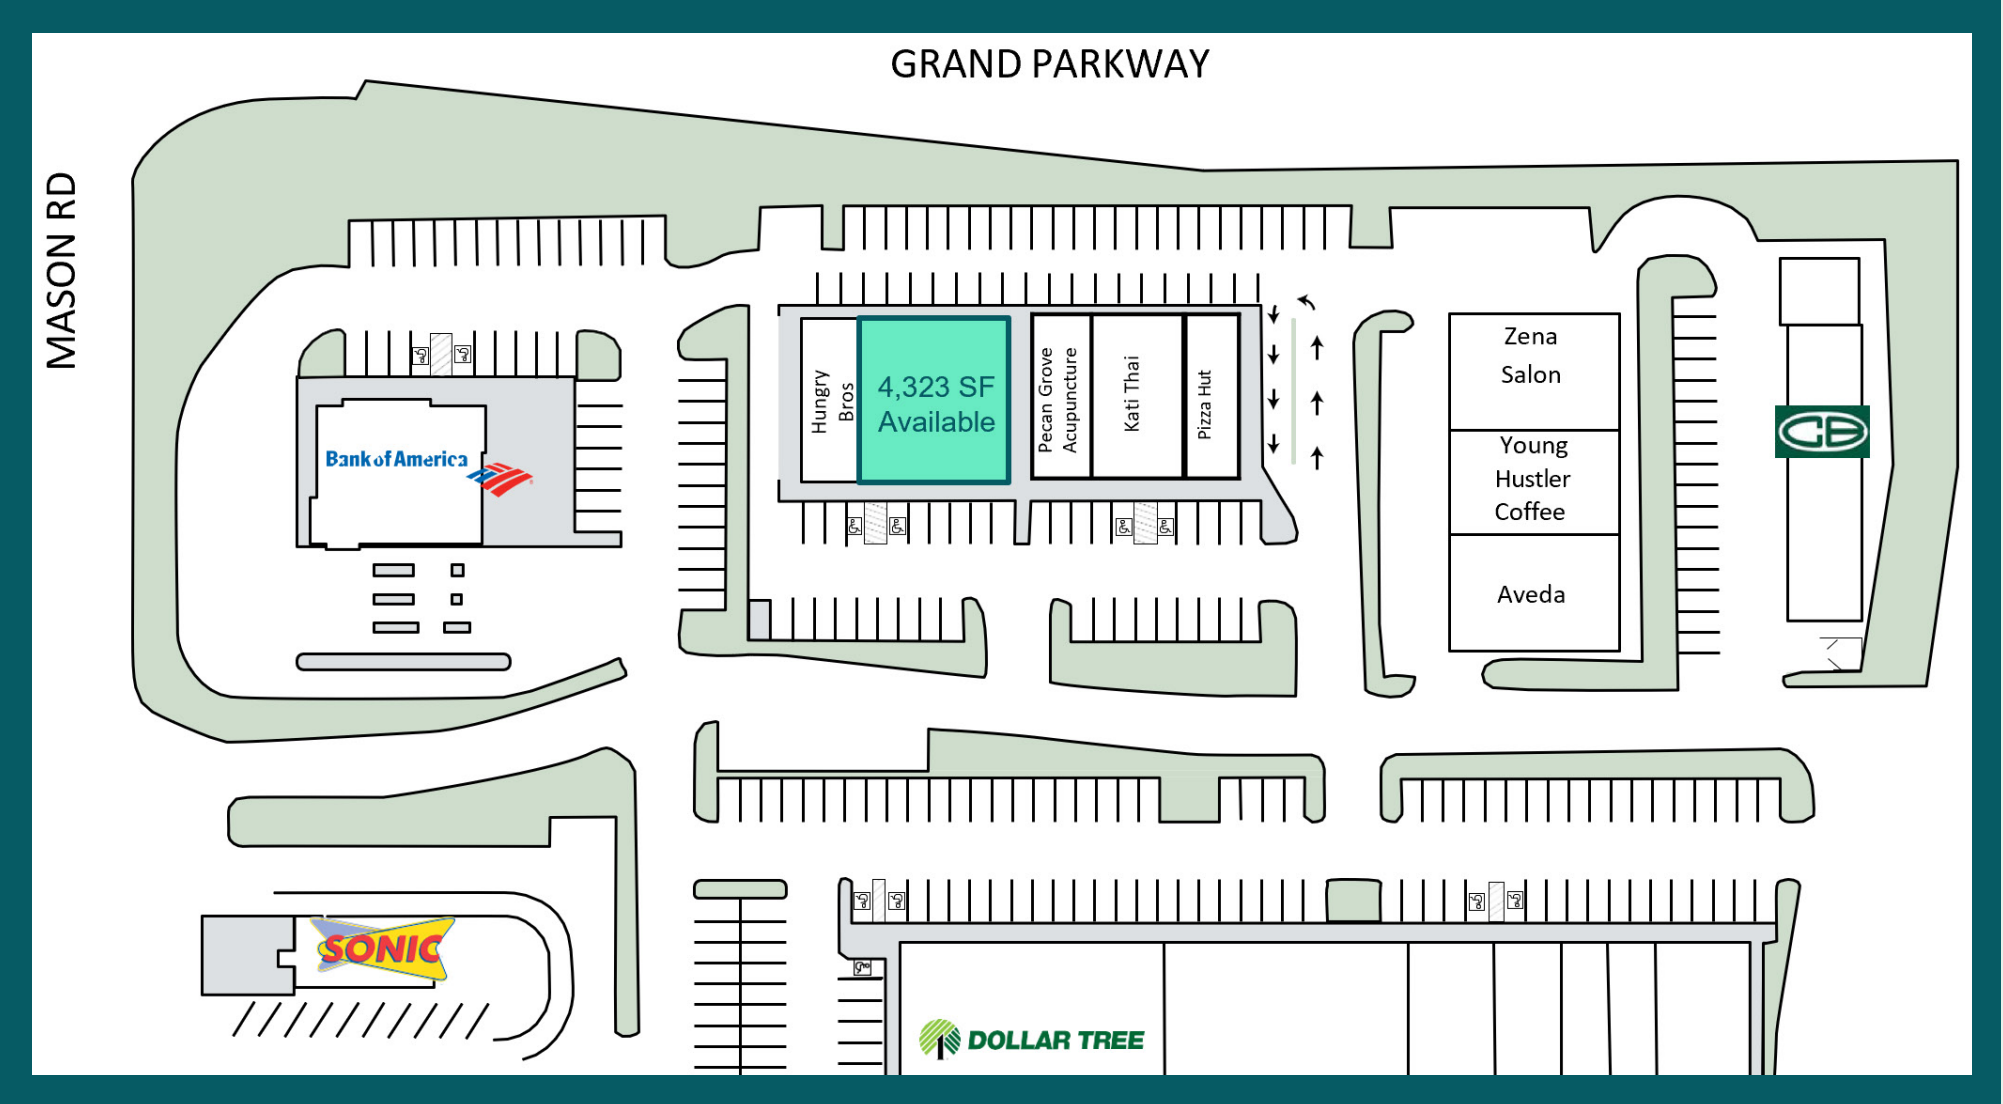 GRAND PARKWAY
MASON RD
Hungry
Bros
4,323 SF
Available
Pecan Grove
Acupuncture
Kati Thai
Pizza Hut
Zena
Salon
Young
Hustler
Coffee
Aveda
CB
Bank of America
SONIC
DOLLAR TREE